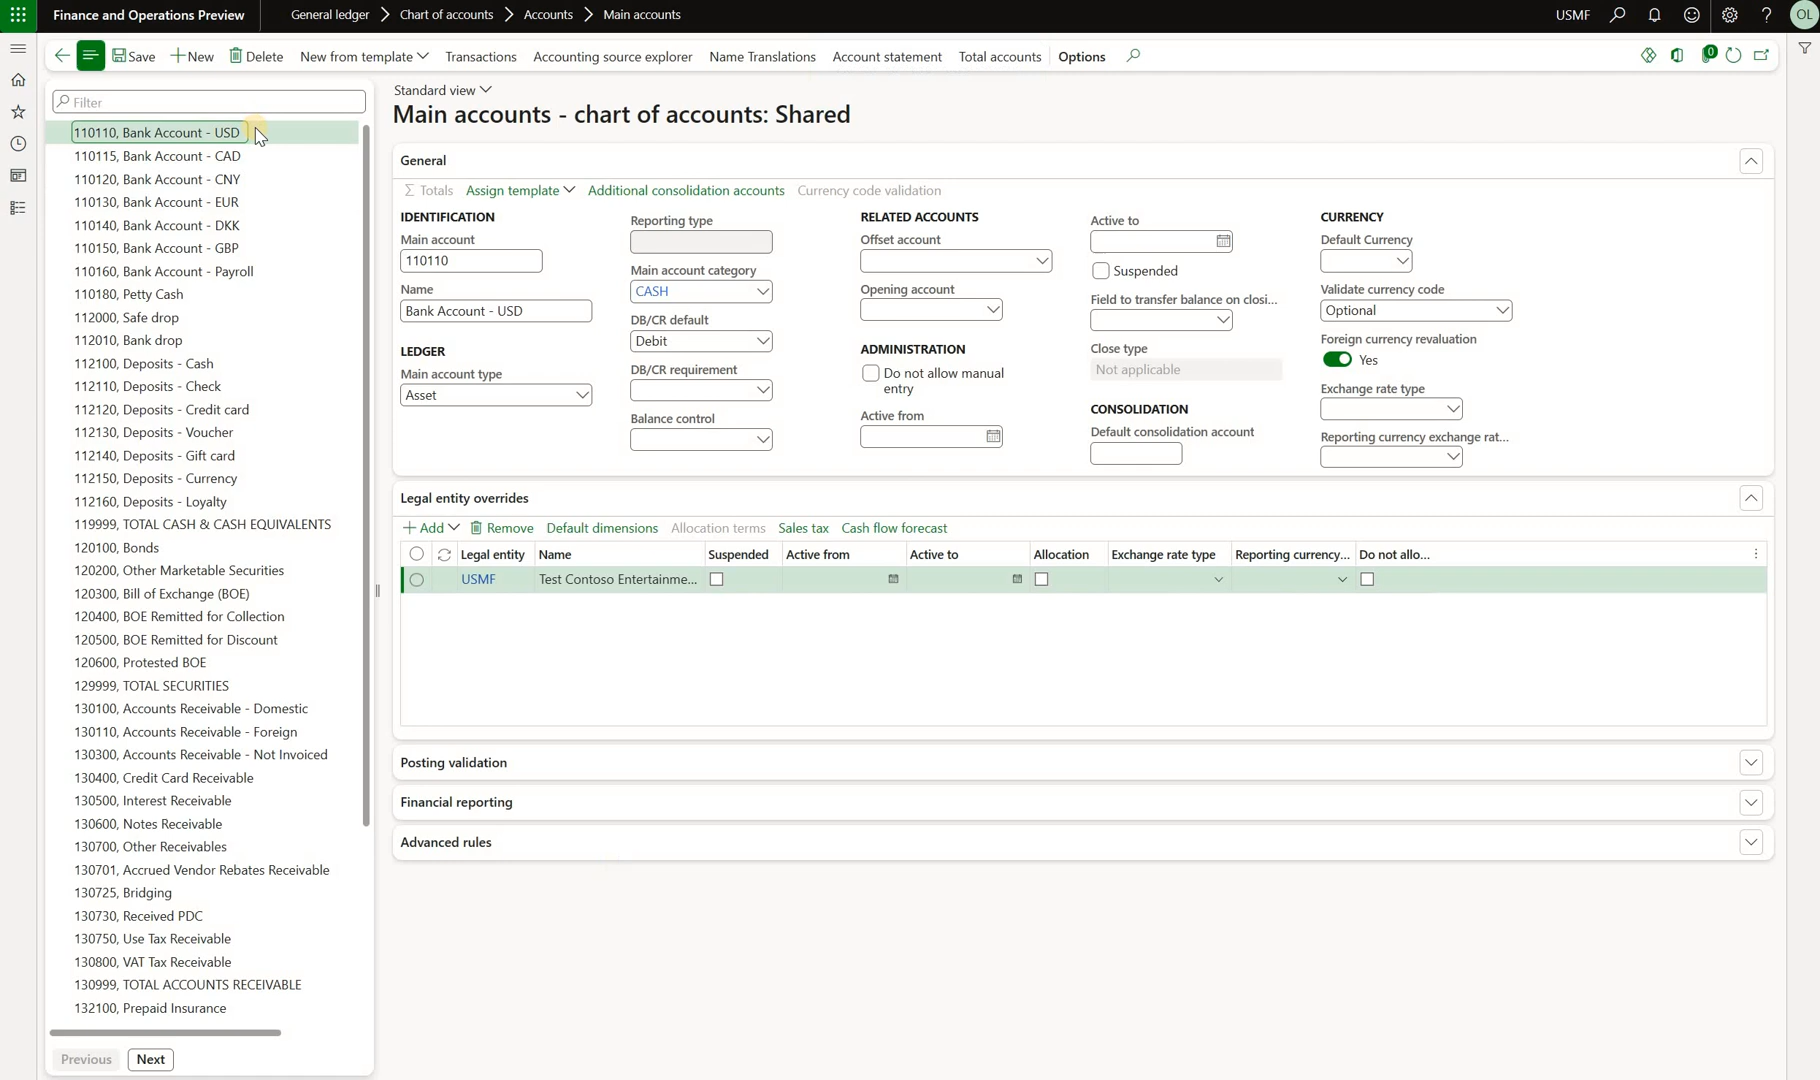 Finance and Operations Preview
General ledger > Chart of accounts > Accounts > Main accounts
USMF
? OL
Save + New Delete New from template Transactions Accounting source explorer Name Translations Account statement Total accounts Options
0
Filter
110110, Bank Account - USD
110115, Bank Account - CAD
110120, Bank Account - CNY
110130, Bank Account - EUR
110140, Bank Account - DKK
110150, Bank Account - GBP
110160, Bank Account - Payroll
110180, Petty Cash
112000, Safe drop
112010, Bank drop
112100, Deposits - Cash
112110, Deposits - Check
112120, Deposits - Credit card
112130, Deposits - Voucher
112140, Deposits - Gift card
112150, Deposits - Currency
112160, Deposits - Loyalty
119999, TOTAL CASH & CASH EQUIVALENTS
120100, Bonds
120200, Other Marketable Securities
120300, Bill of Exchange (BOE)
120400, BOE Remitted for Collection
120500, BOE Remitted for Discount
120600, Protested BOE
129999, TOTAL SECURITIES
130100, Accounts Receivable - Domestic
130110, Accounts Receivable - Foreign
130300, Accounts Receivable - Not Invoiced
130400, Credit Card Receivable
130500, Interest Receivable
130600, Notes Receivable
130700, Other Receivables
130701, Accrued Vendor Rebates Receivable
130725, Bridging
130730, Received PDC
130750, Use Tax Receivable
130800, VAT Tax Receivable
130999, TOTAL ACCOUNTS RECEIVABLE
132100, Prepaid Insurance
Previous Next
Standard view
Main accounts - chart of accounts: Shared
General
Σ Totals Assign template Additional consolidation accounts Currency code validation
IDENTIFICATION
Main account
110110
Name
Bank Account - USD
LEDGER
Main account type
Asset
Reporting type
Main account category
CASH
DB/CR default
Debit
DB/CR requirement
Balance control
RELATED ACCOUNTS
Offset account
Opening account
ADMINISTRATION
Do not allow manual
entry
Active from
Active to
Suspended
Field to transfer balance on closi...
Close type
Not applicable
CONSOLIDATION
Default consolidation account
CURRENCY
Default Currency
Validate currency code
Optional
Foreign currency revaluation
Yes
Exchange rate type
Reporting currency exchange rat...
Legal entity overrides
+ Add Remove Default dimensions Allocation terms Sales tax Cash flow forecast
Legal entity Name Suspended Active from Active to Allocation Exchange rate type Reporting currency... Do not allo...
USMF Test Contoso Entertainme...
Posting validation
Financial reporting
Advanced rules